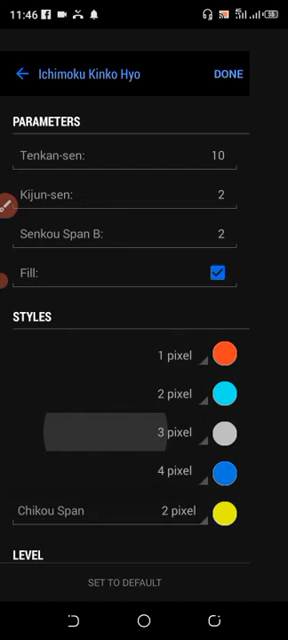 11:46
Ichimoku Kinko Hyo DONE
PARAMETERS
Tenkan-sen: 10
Kijun-sen: 2
Senkou Span B: 2
Fill:
STYLES
1 pixel
2 pixel
3 pixel
4 pixel
Chikou Span 2 pixel
LEVEL
SET TO DEFAULT